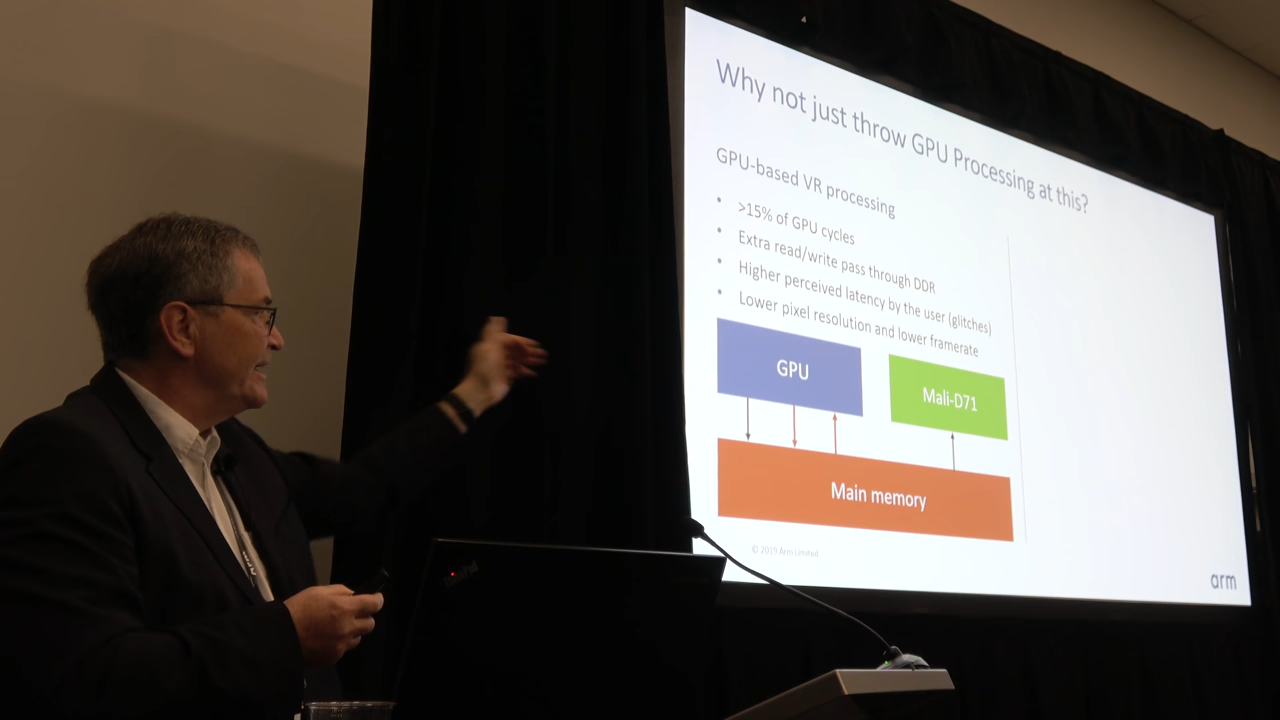 Why not just throw GPU Processing at this?
GPU-based VR processing
• >15% of GPU cycles
• Extra read/write pass through DDR
• Higher perceived latency by the user (glitches)
• Lower pixel resolution and lower framerate
GPU
Mali-D71
Main memory
© 2019 Arm Limited
arm
ThinkPad